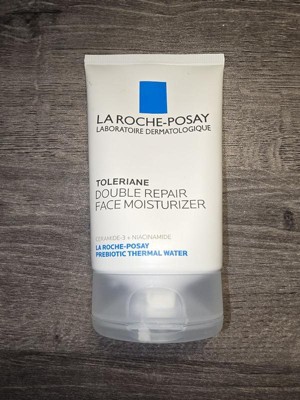 LA ROCHE-POSAY
LABORATOIRE DERMATOLOGIQUE
TOLERIANE
DOUBLE REPAIR
FACE MOISTURIZER
CERAMIDE-3 + NIACINAMIDE
LA ROCHE-POSAY
PREBIOTIC THERMAL WATER